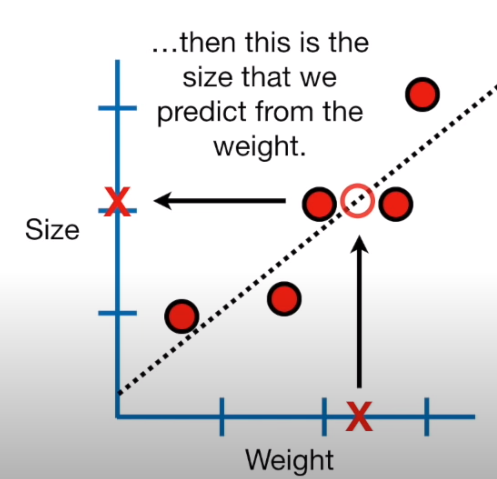 ...then this is the
size that we
predict from the
weight.
X
Size
X
Weight